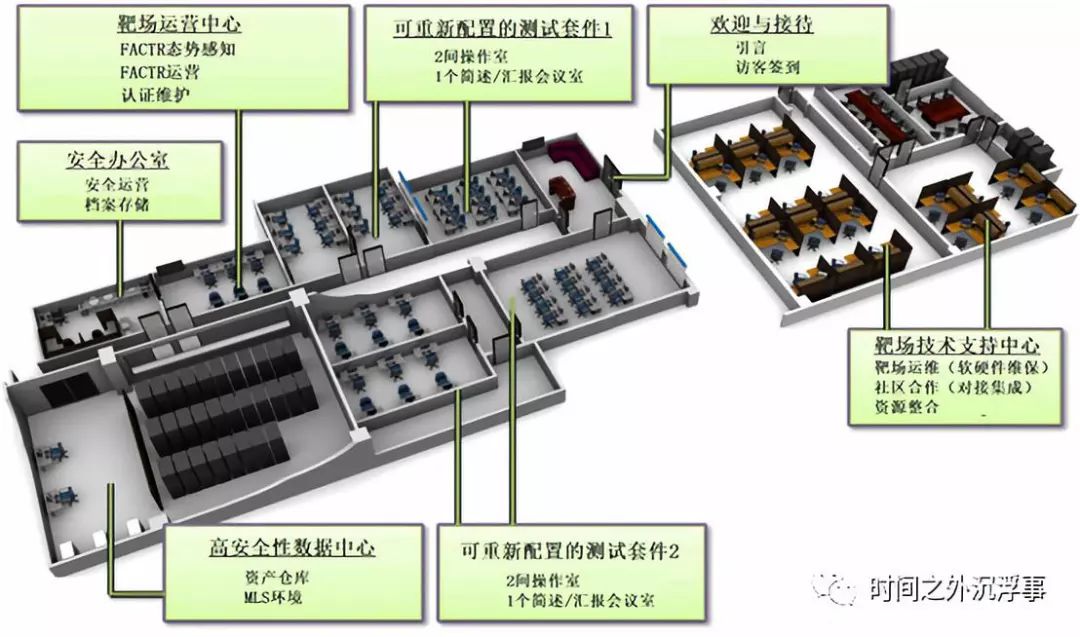 靶场运营中心
FACTR态势感知
FACTR运营
认证维护
可重新配置的测试套件1
2间操作室
1个简述/汇报会议室
欢迎与接待
引言
访客签到
安全办公室
安全运营
档案存储
靶场技术支持中心
靶场运维（软硬件维保）
社区合作（对接集成）
资源整合
高安全性数据中心
资产仓库
MLS环境
可重新配置的测试套件2
2间操作室
1个简述/汇报会议室
时间之外沉浮事